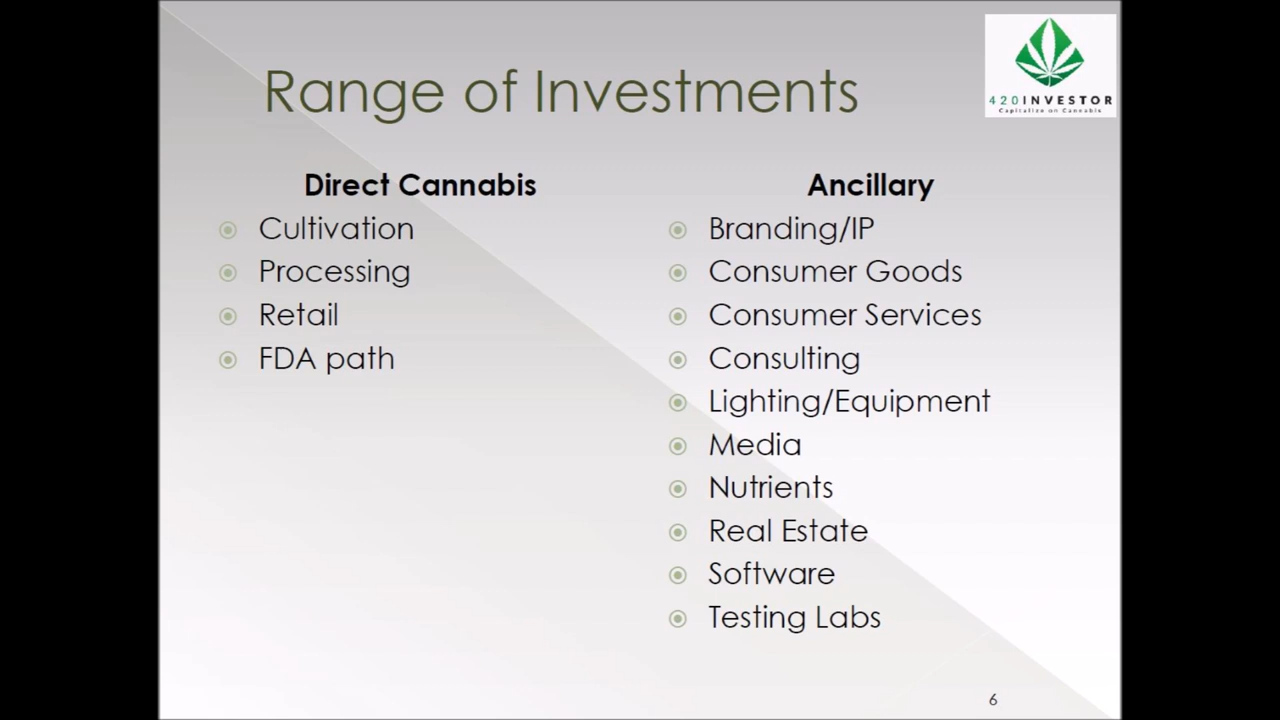 Range of Investments
420INVESTOR
Capitalize on Cannabis
Direct Cannabis
Cultivation
Processing
Retail
FDA path
Ancillary
Branding/IP
Consumer Goods
Consumer Services
Consulting
Lighting/Equipment
Media
Nutrients
Real Estate
Software
Testing Labs
6